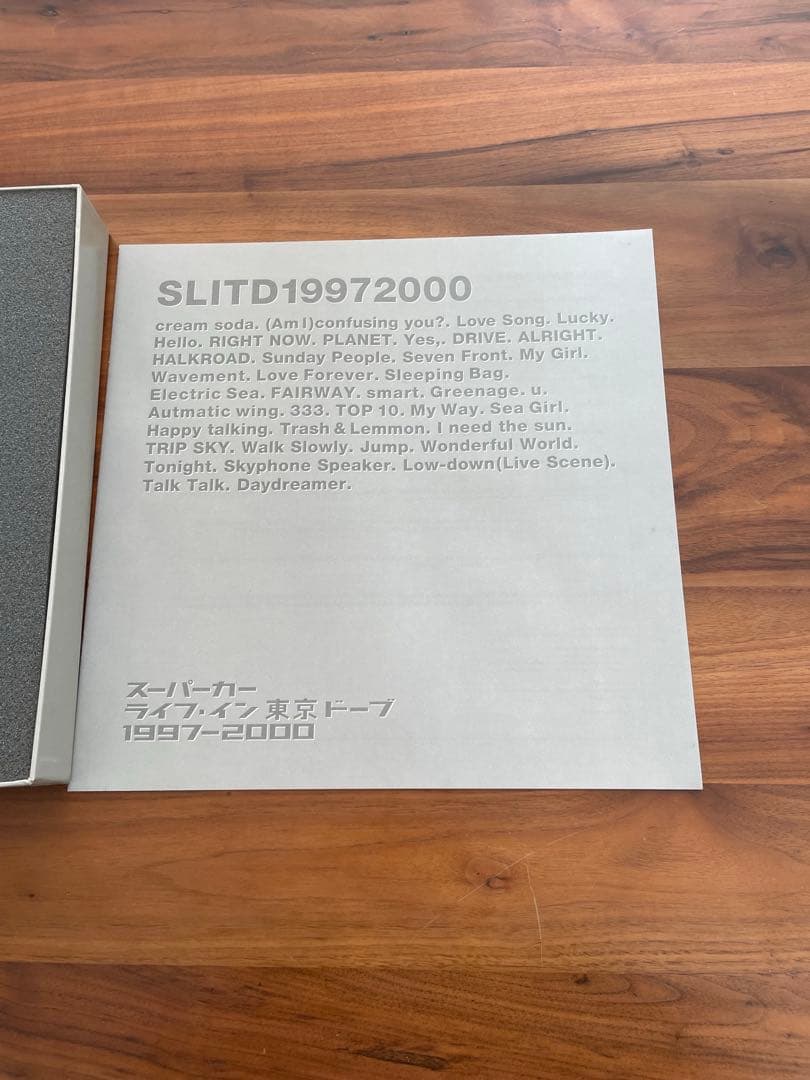 SLITD19972000
cream soda. (Am I)confusing you?. Love Song. Lucky.
Hello. RIGHT NOW. PLANET. Yes,. DRIVE. ALRIGHT.
HALKROAD. Sunday People. Seven Front. My Girl.
Wavement. Love Forever. Sleeping Bag.
Electric Sea. FAIRWAY. smart. Greenage. u.
Autmatic wing. 333. TOP 10. My Way. Sea Girl.
Happy talking. Trash & Lemmon. I need the sun.
TRIP SKY. Walk Slowly. Jump. Wonderful World.
Tonight. Skyphone Speaker. Low-down(Live Scene).
Talk Talk. Daydreamer.
スーパーカー
ライフ・イン 東京 ドーブ
1997-2000